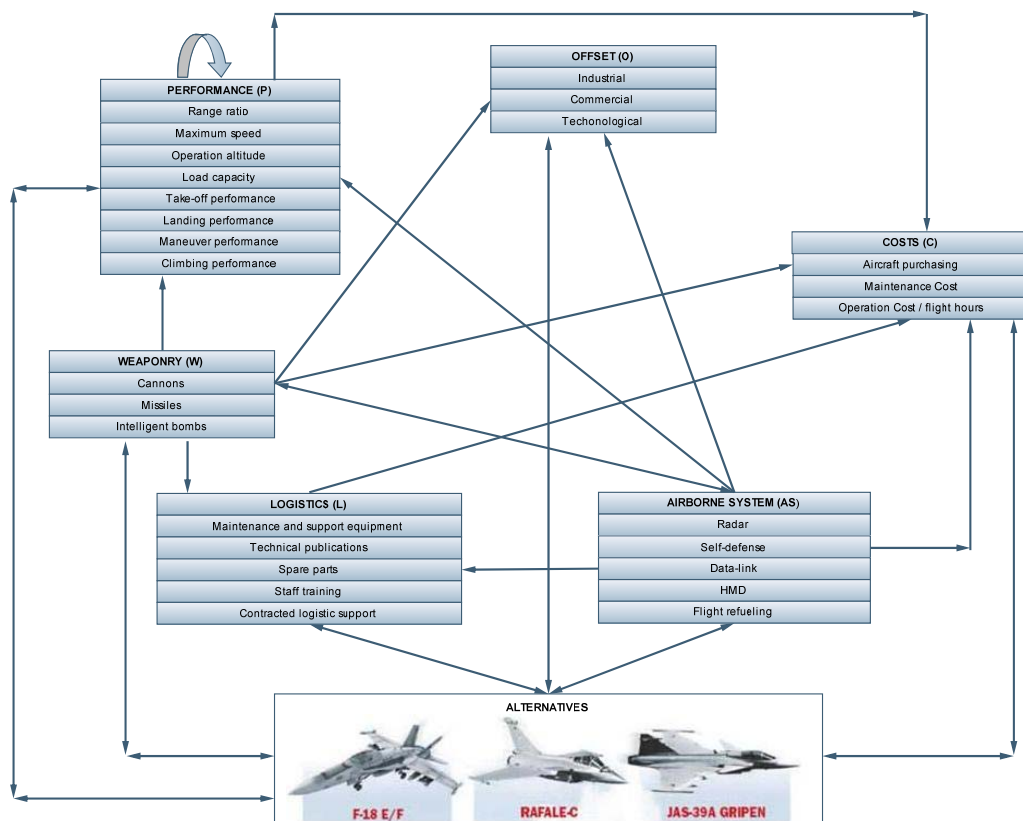 OFFSET (O)
Industrial
Commercial
Techonological
PERFORMANCE (P)
Range ratio
Maximum speed
Operation altitude
Load capacity
Take-off performance
Landing performance
Maneuver performance
Climbing performance
COSTS (C)
Aircraft purchasing
Maintenance Cost
Operation Cost / flight hours
WEAPONRY (W)
Cannons
Missiles
Intelligent bombs
LOGISTICS (L)
Maintenance and support equipment
Technical publications
Spare parts
Staff training
Contracted logistic support
AIRBORNE SYSTEM (AS)
Radar
Self-defense
Data-link
HMD
Flight refueling
ALTERNATIVES
F-18 E/F
RAFALE-C
JAS-39A GRIPEN